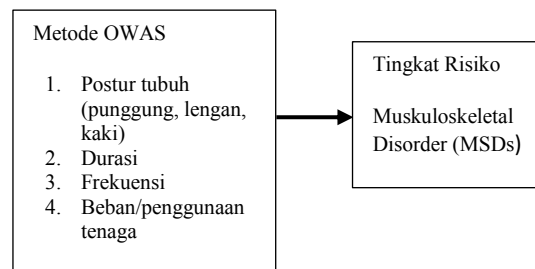 Metode OWAS
1. Postur tubuh
(punggung, lengan,
kaki)
2. Durasi
3. Frekuensi
4. Beban/penggunaan
tenaga
Tingkat Risiko
Muskuloskeletal
Disorder (MSDs)